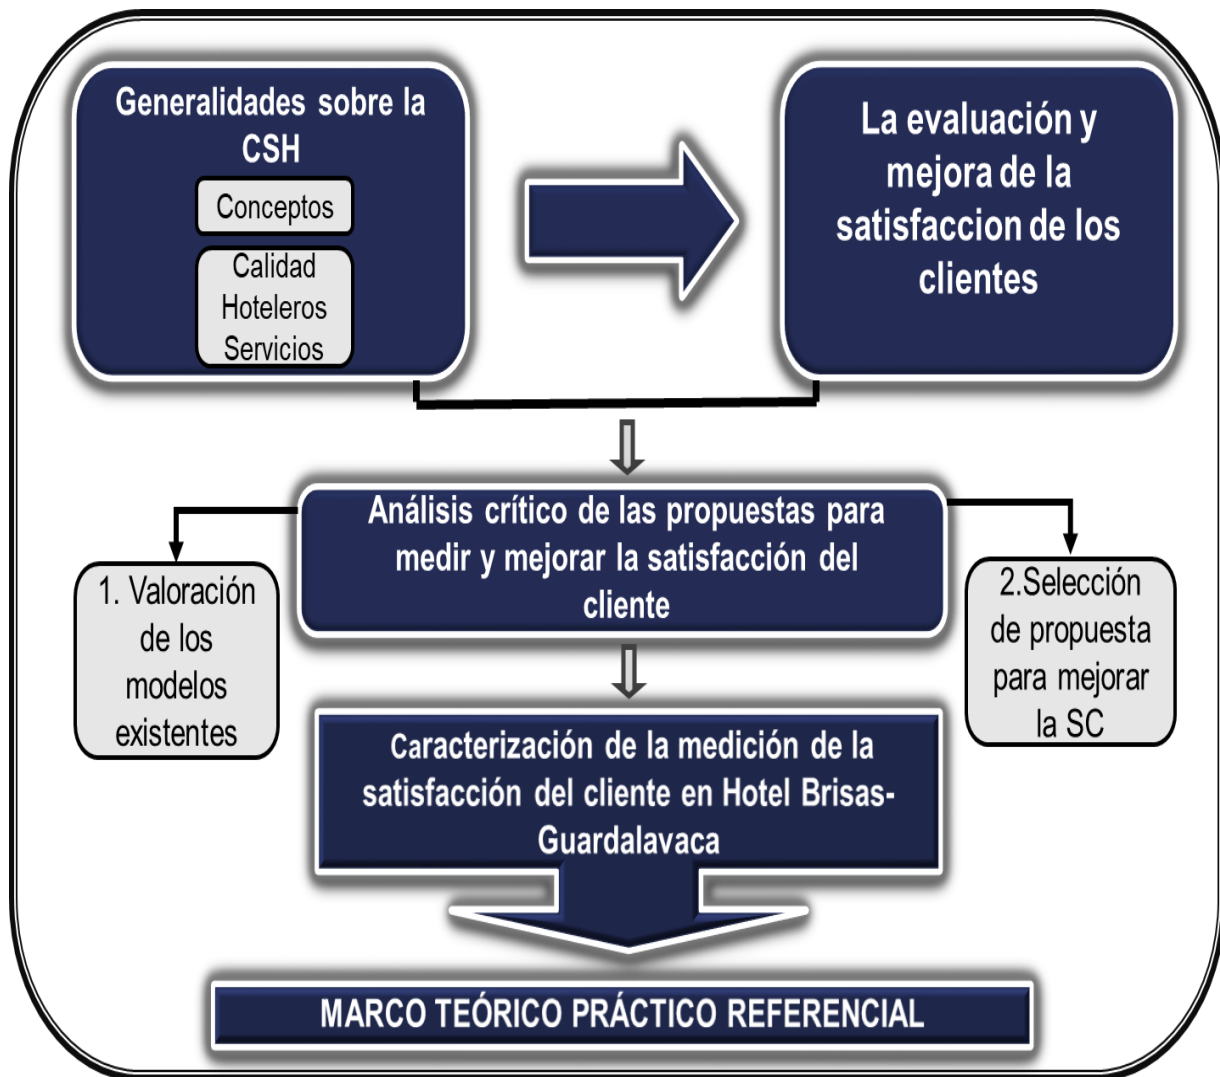 Generalidades sobre la
CSH
Conceptos
Calidad
Hoteleros
Servicios
La evaluación y
mejora de la
satisfaccion de los
clientes
Análisis crítico de las propuestas para
medir y mejorar la satisfacción del
cliente
1. Valoración
de los
modelos
existentes
2.Selección
de propuesta
para mejorar
la SC
Caracterización de la medición de la
satisfacción del cliente en Hotel Brisas-
Guardalavaca
MARCO TEÓRICO PRÁCTICO REFERENCIAL